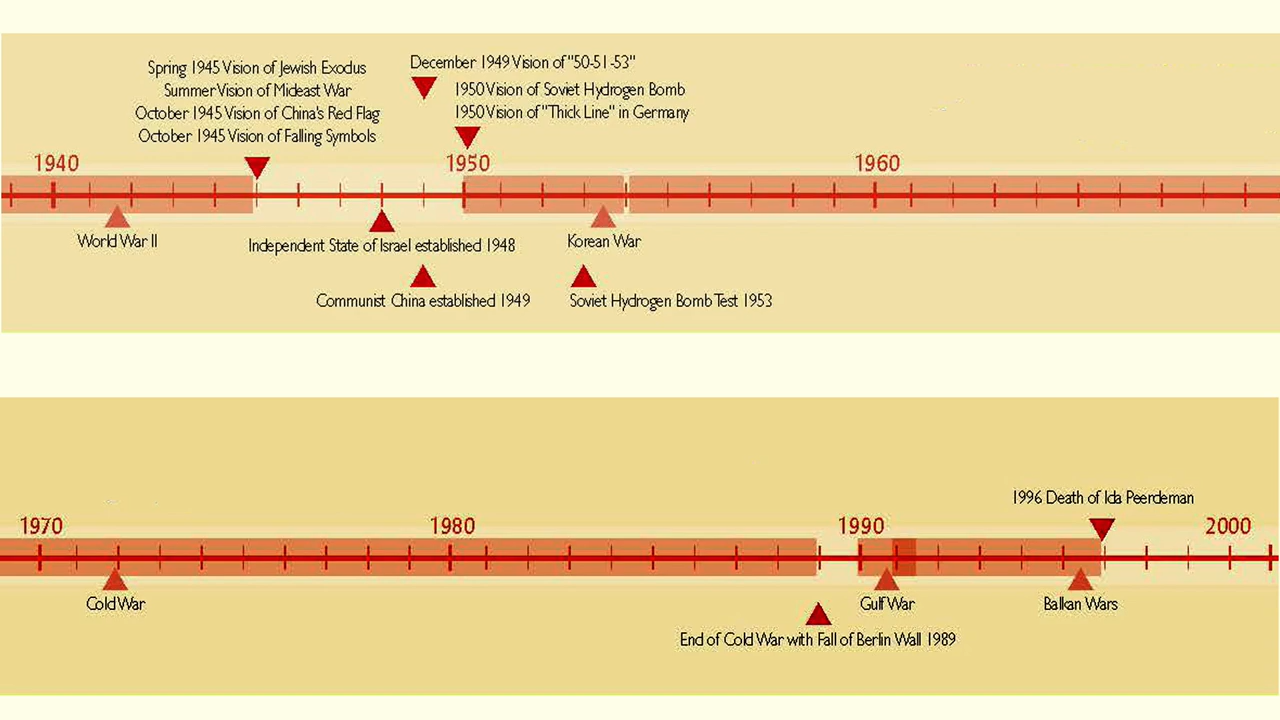 Spring 1945 Vision of Jewish Exodus
Summer Vision of Mideast War
October 1945 Vision of China's Red Flag
October 1945 Vision of Falling Symbols
December 1949 Vision of "50-51-53"
1950 Vision of Soviet Hydrogen Bomb
1950 Vision of "Thick Line" in Germany
1940
1950
1960
World War II
Independent State of Israel established 1948
Korean War
Communist China established 1949
Soviet Hydrogen Bomb Test 1953
1996 Death of Ida Peerdeman
1970
1980
1990
2000
Cold War
Gulf War
Balkan Wars
End of Cold War with Fall of Berlin Wall 1989